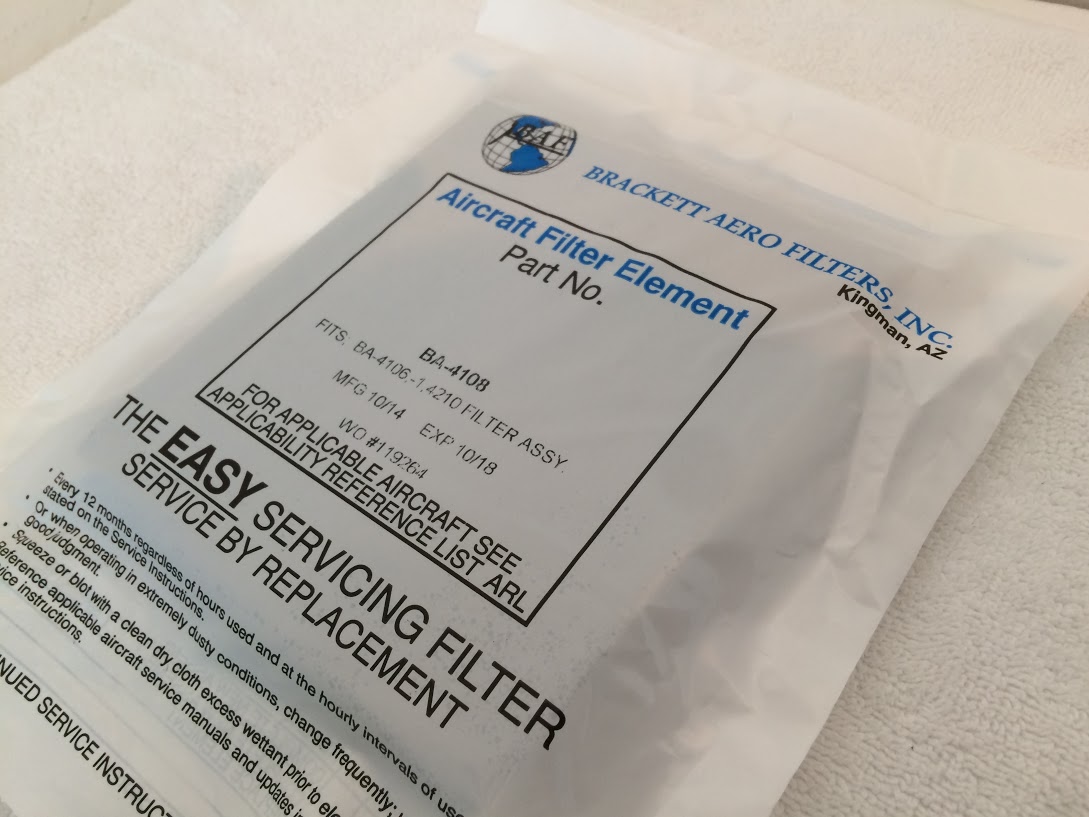 BAF
BRACKETT AERO FILTERS, INC.
Kingman, AZ
Aircraft Filter Element
Part No.
BA-4108
FITS, BA-4106,-1,4210 FILTER ASSY.
MFG 10/14 EXP 10/18
WO #119264
FOR APPLICABLE AIRCRAFT SEE
APPLICABILITY REFERENCE LIST ARL
THE EASY SERVICING FILTER
SERVICE BY REPLACEMENT
• Every 12 months regardless of hours used and at the hourly intervals of use
stated on the Service Instructions.
• Or when operating in extremely dusty conditions, change frequently;
good judgment.
• Squeeze or blot with a clean dry cloth excess wettant prior to
Reference applicable aircraft service manuals and updates
instructions.
SERVICE